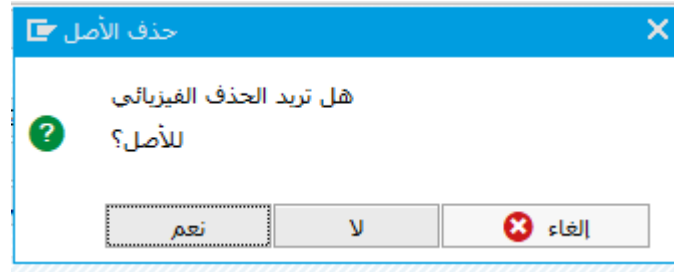 حذف الأصل
هل تريد الحذف الفيزيائي
للأصل؟
نعم
لا
إلغاء